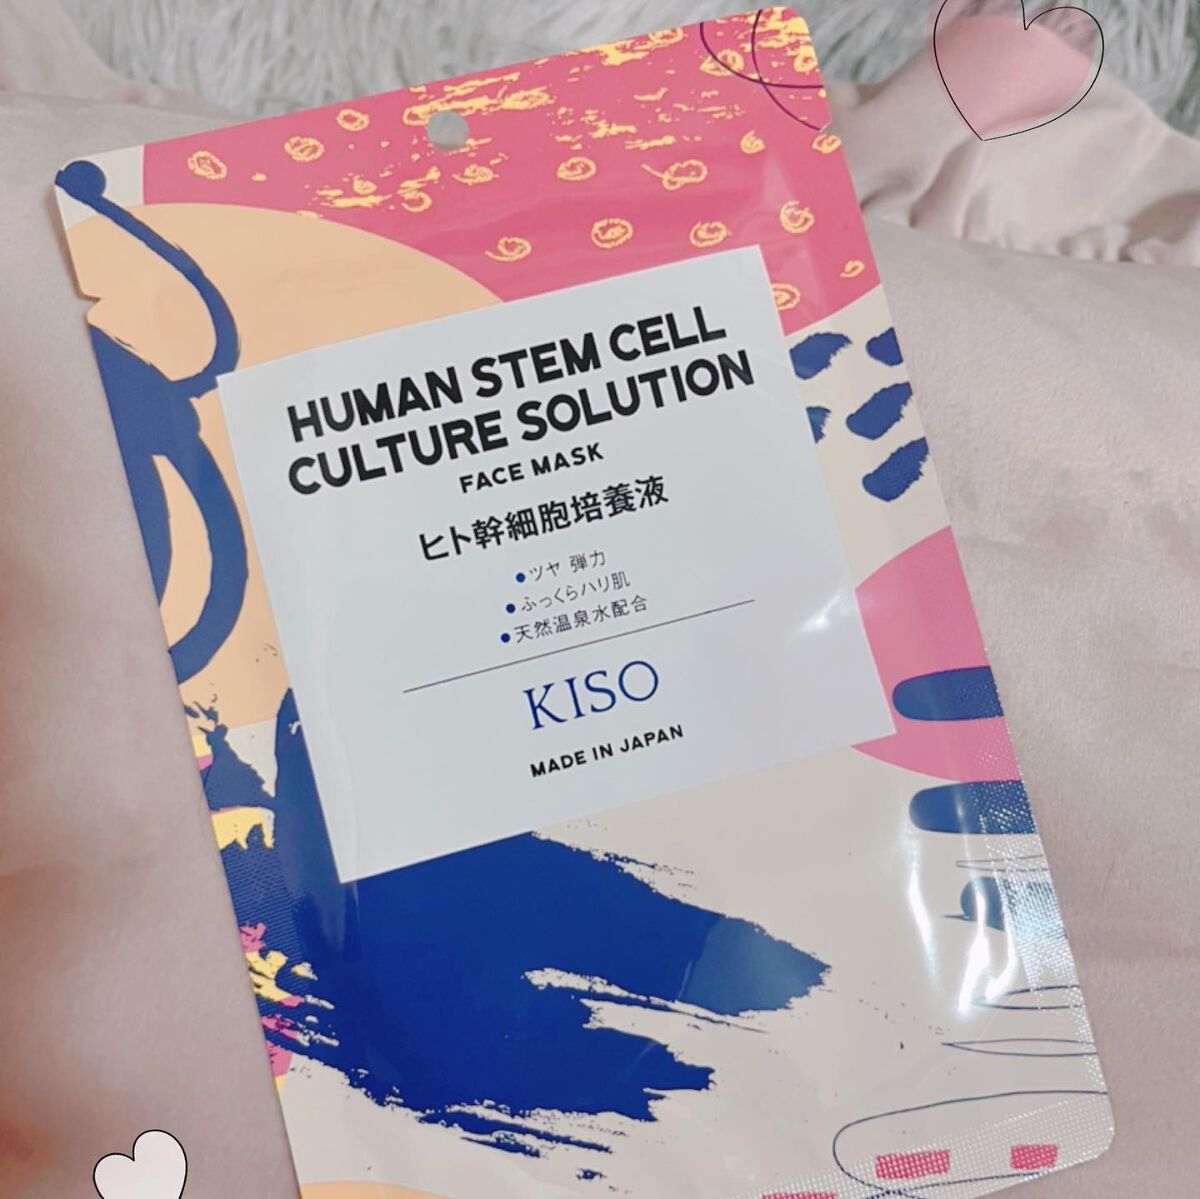 HUMAN STEM CELL
CULTURE SOLUTION
FACE MASK
ヒト幹細胞培養液
●ツヤ 弾力
●ふっくらハリ肌
●天然温泉水配合
KISO
MADE IN JAPAN